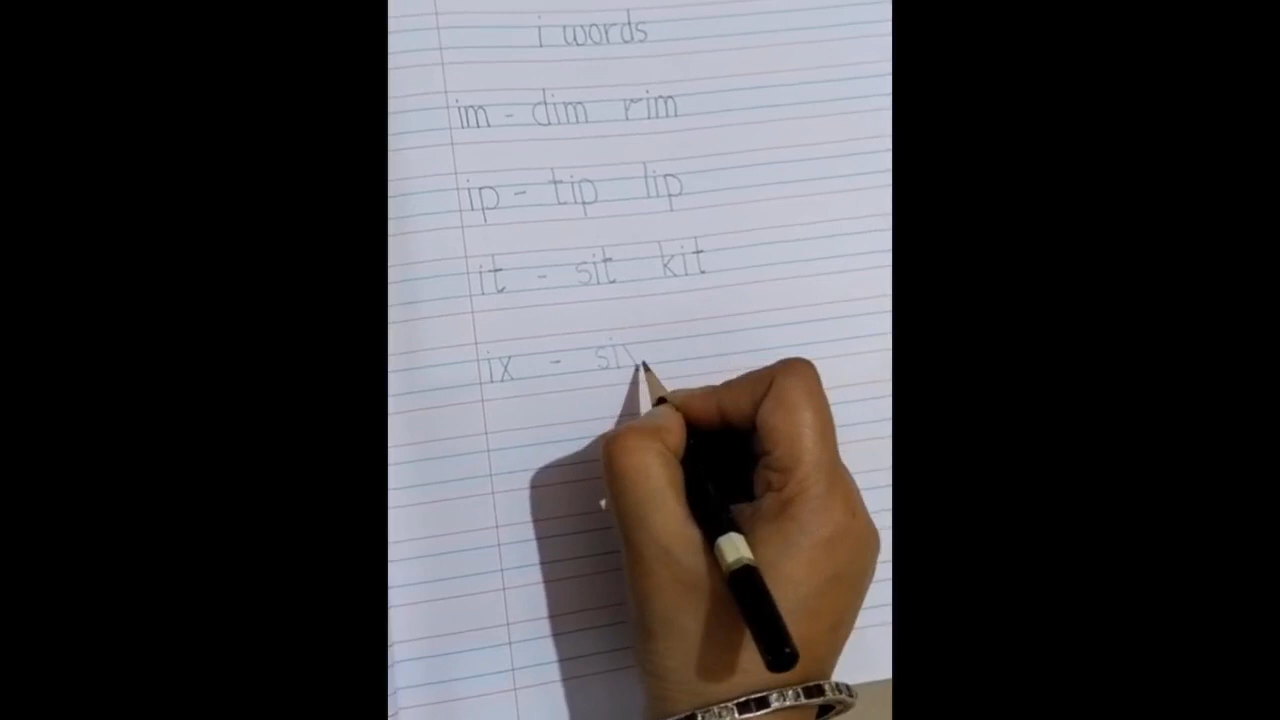 i words
im - dim rim
ip - tip lip
it - sit kit
ix - si